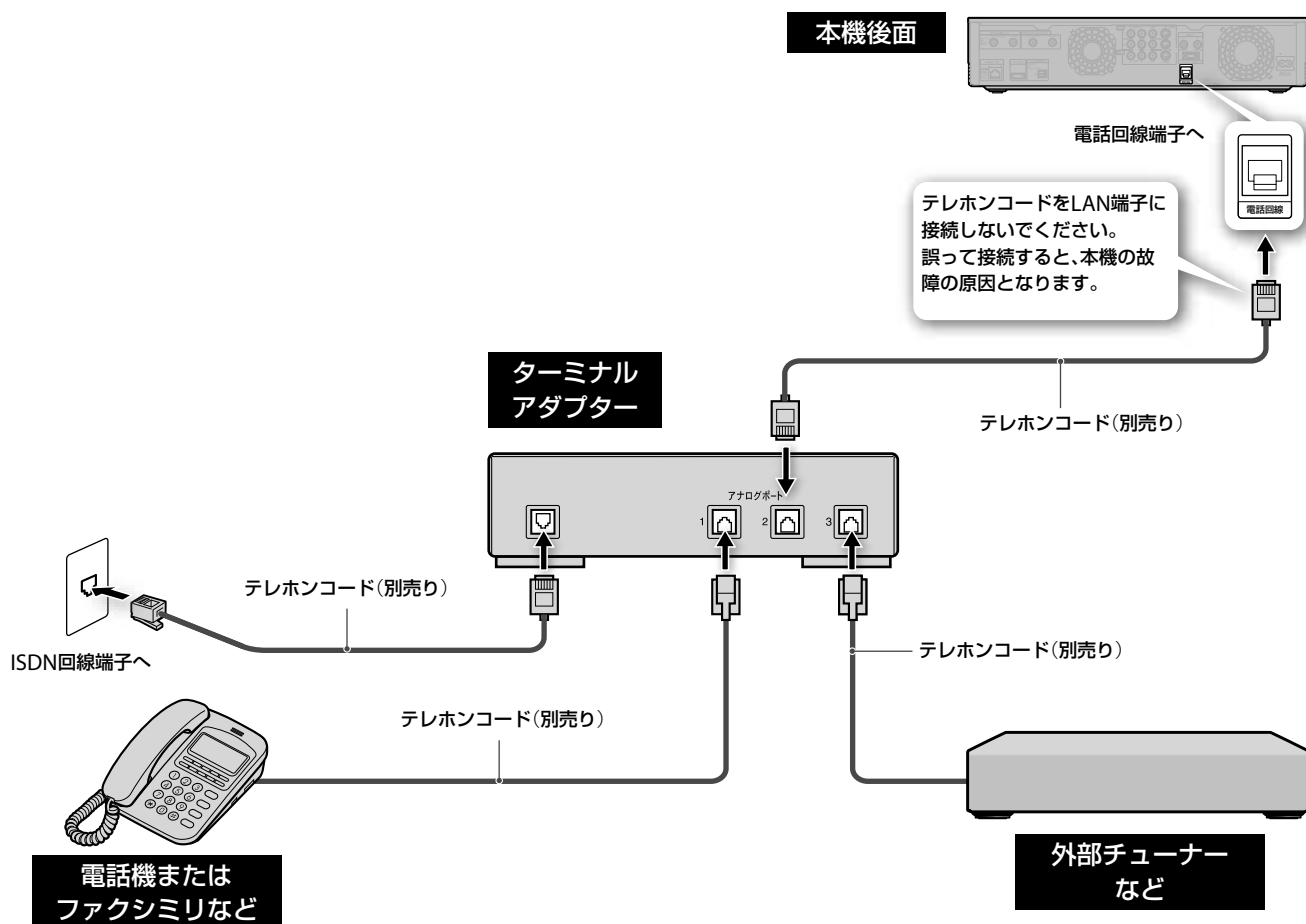 本機後面
電話回線端子へ
電話回線
テレホンコードをLAN端子に
接続しないでください。
誤って接続すると、本機の故
障の原因となります。
ターミナル
アダプター
テレホンコード（別売り）
アナログポート
1
2
3
テレホンコード（別売り）
ISDN回線端子へ
テレホンコード（別売り）
テレホンコード（別売り）
電話機または
ファクシミリなど
外部チューナー
など